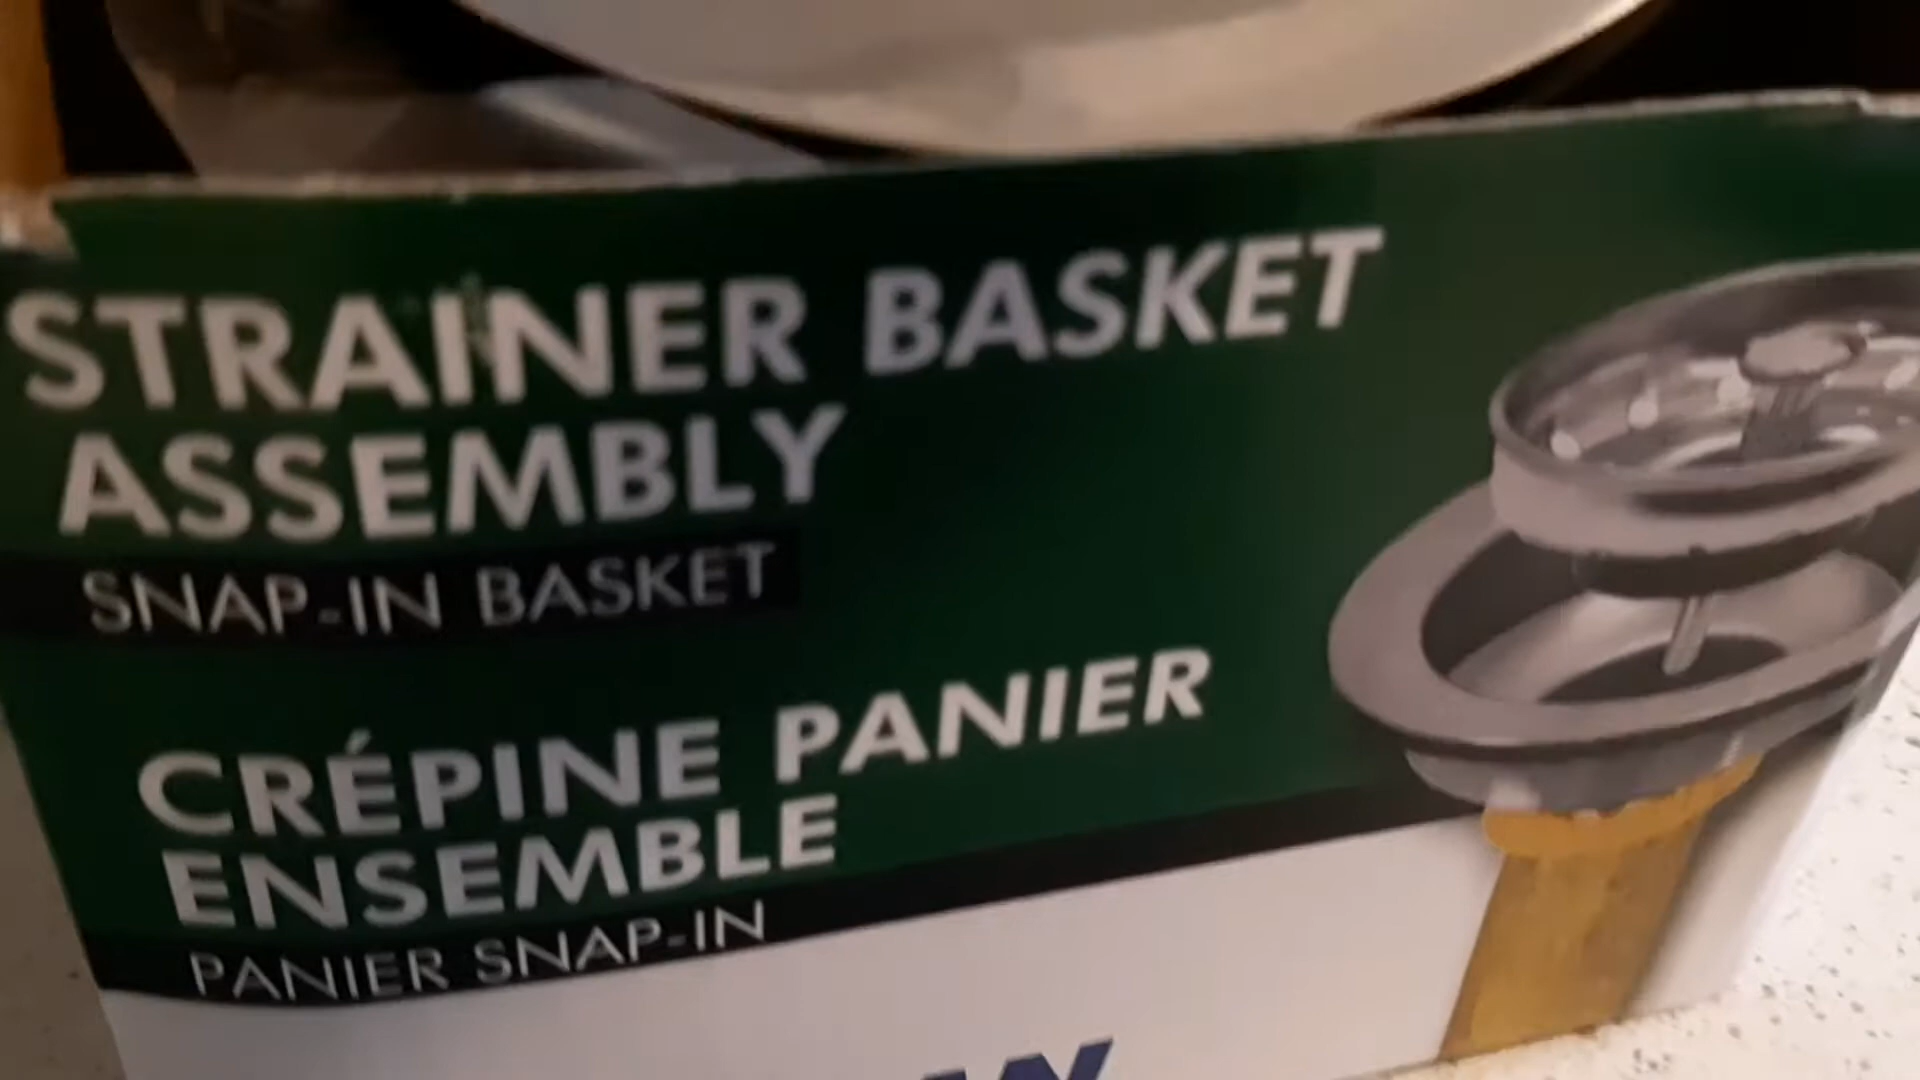 STRAINER BASKET
ASSEMBLY
SNAP-IN BASKET
CRÉPINE PANIER
ENSEMBLE
PANIER SNAP-IN